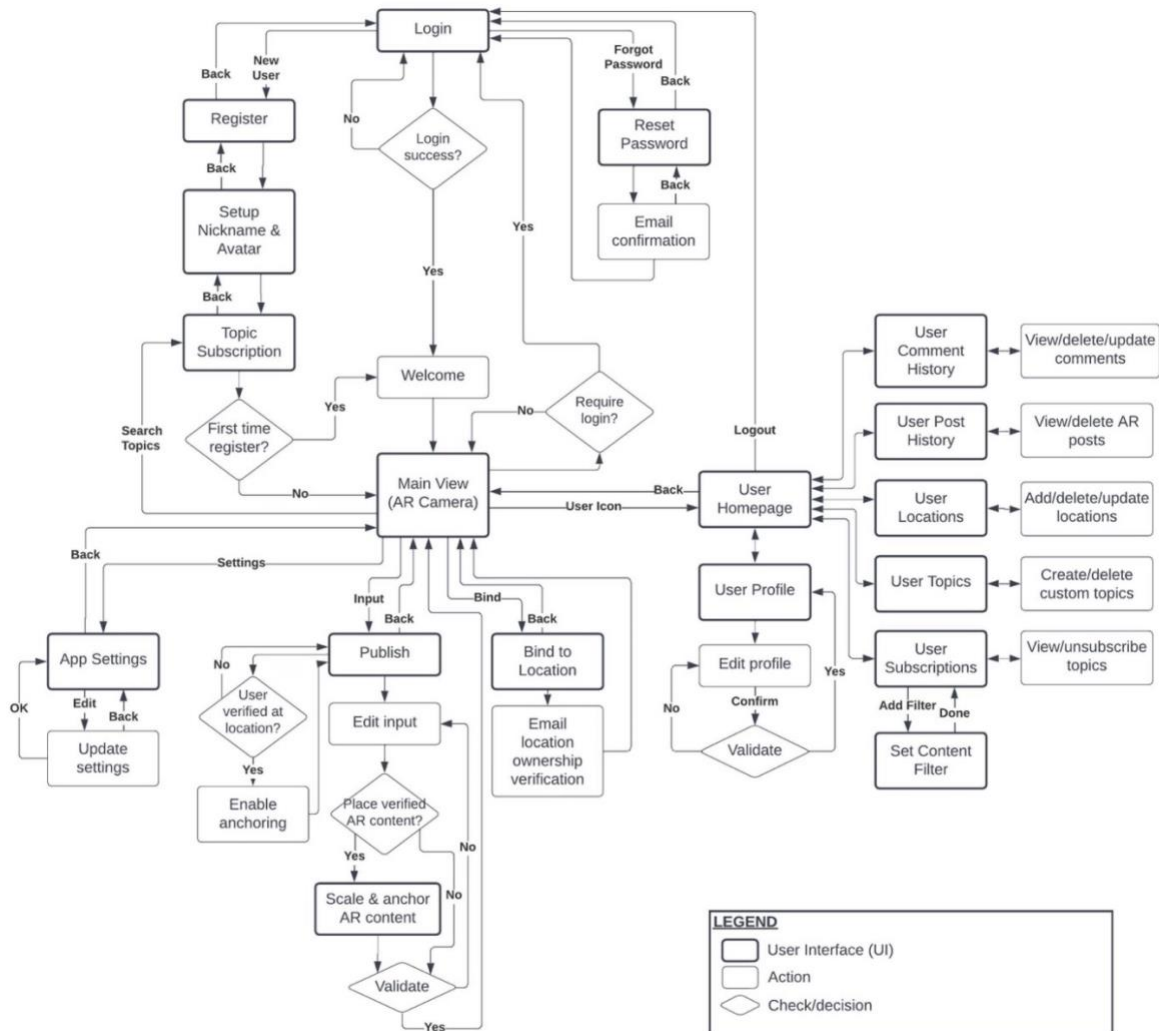 Login
New
User
Back
Forgot
Password
Back
Register
No
Login
success?
Reset
Password
Back
Back
Setup
Nickname &
Avatar
Yes
Email
confirmation
Yes
Back
Topic
Subscription
Welcome
User
Comment
History
View/delete/update
comments
Yes
First time
register?
No
Require
login?
Search
Topics
Logout
User Post
History
View/delete AR
posts
No
Main View
(AR Camera)
Back
User Icon
User
Homepage
User
Locations
Add/delete/update
locations
Back
Settings
Input
Back
Bind
Back
User Profile
User Topics
Create/delete
custom topics
App Settings
No
Publish
Bind to
Location
Edit profile
Yes
User
Subscriptions
View/unsubscribe
topics
OK
Edit
Back
User
verified at
location?
Edit input
Email
location
ownership
verification
No
Confirm
Add Filter
Done
Update
settings
Yes
Validate
Set Content
Filter
Enable
anchoring
Place verified
AR content?
No
Yes
No
Scale & anchor
AR content
Validate
Yes
LEGEND
User Interface (UI)
Action
Check/decision